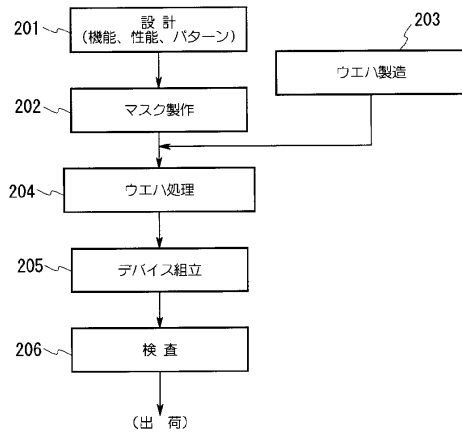 201
設 計
(機能、性能、パターン)
203
ウエハ製造
202
マスク製作
204
ウエハ処理
205
デバイス組立
206
検 査
(出 荷)